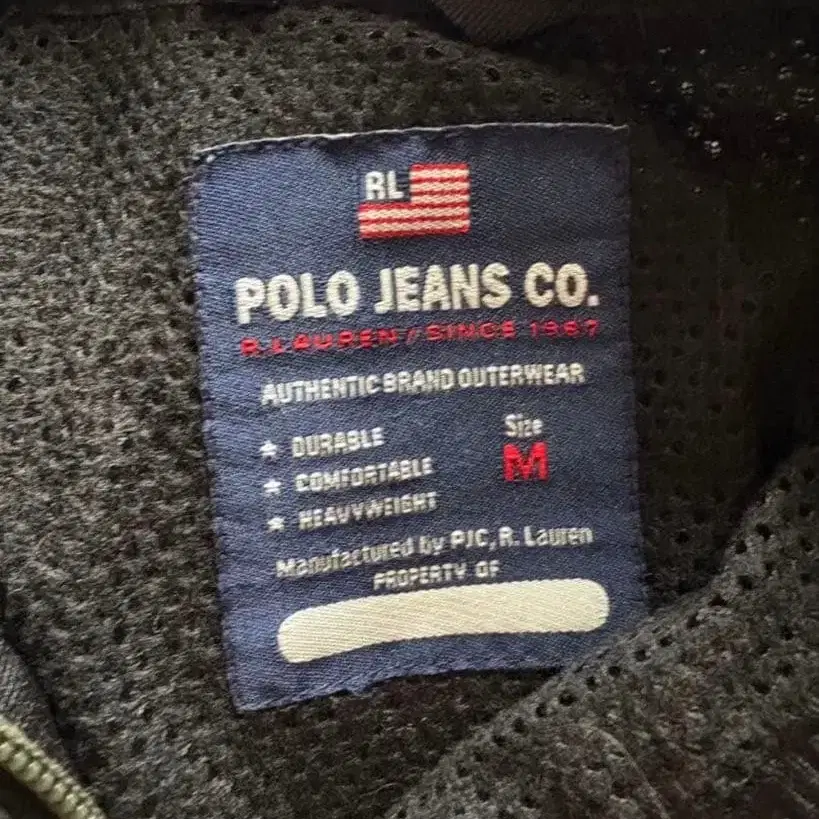 RL
POLO JEANS CO.
R.LAUREN / SINCE 1967
AUTHENTIC BRAND OUTERWEAR
★ DURABLE
★ COMFORTABLE
★ HEAVYWEIGHT
Size
M
Manufactured by PJC, R. Lauren
PROPERTY OF